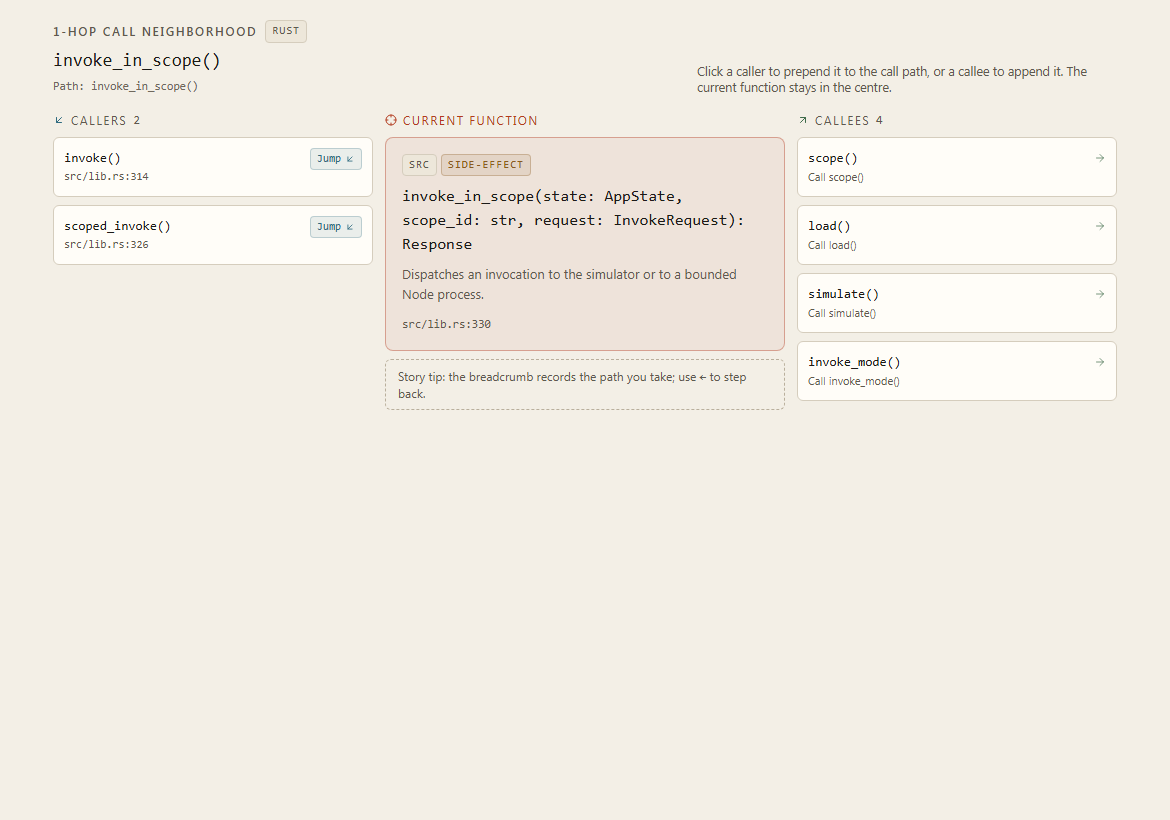 1-HOP CALL NEIGHBORHOOD RUST
invoke_in_scope()
Path: invoke_in_scope()
Click a caller to prepend it to the call path, or a callee to append it. The
current function stays in the centre.
CALLERS 2
invoke()
Jump ↙
src/lib.rs:314
scoped_invoke()
Jump ↙
src/lib.rs:326
CURRENT FUNCTION
SRC SIDE-EFFECT
invoke_in_scope(state: AppState,
scope_id: str, request: InvokeRequest):
Response
Dispatches an invocation to the simulator or to a bounded
Node process.
src/lib.rs:330
Story tip: the breadcrumb records the path you take; use ← to step
back.
CALLEES 4
scope() →
Call scope()
load() →
Call load()
simulate() →
Call simulate()
invoke_mode() →
Call invoke_mode()